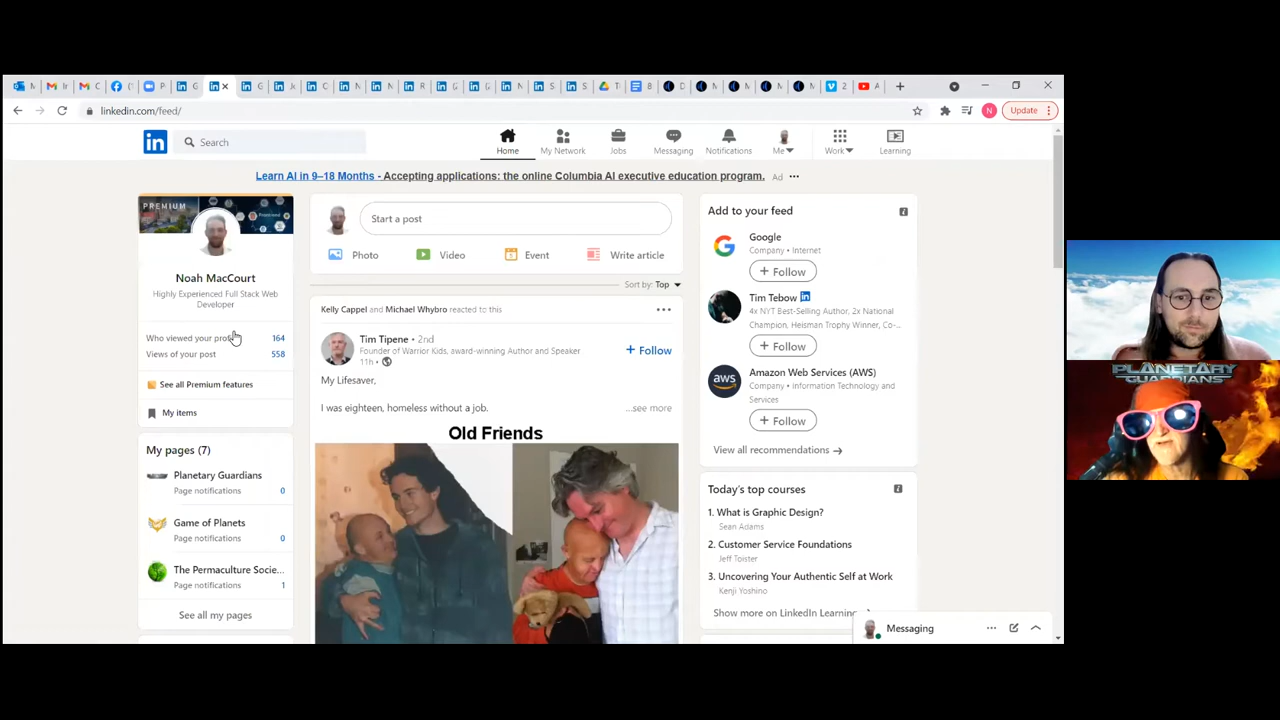 linkedin.com/feed/
Update
in
Search
Home
My Network
Jobs
Messaging
Notifications
Me
Work
Learning
Learn AI in 9–18 Months - Accepting applications: the online Columbia AI executive education program.
Ad
PREMIUM
Noah MacCourt
Highly Experienced Full Stack Web
Developer
Who viewed your 164
Views of your post 558
See all Premium features
My items
My pages (7)
Planetary Guardians
Page notifications 0
Game of Planets
Page notifications 0
The Permaculture Socie...
Page notifications 1
See all my pages
Start a post
Photo
Video
Event
Write article
Sort by: Top
Kelly Cappel and Michael Whybro reacted to this
Tim Tipene • 2nd
Founder of Warrior Kids, award-winning Author and Speaker
11h •
+ Follow
My Lifesaver,
I was eighteen, homeless without a job.
...see more
Old Friends
Add to your feed
Google
Company • Internet
+ Follow
Tim Tebow
4x NYT Best-Selling Author, 2x National
Champion, Heisman Trophy Winner, Co-...
+ Follow
aws
Amazon Web Services (AWS)
Company • Information Technology and
Services
+ Follow
View all recommendations
Today's top courses
1. What is Graphic Design?
Sean Adams
2. Customer Service Foundations
Jeff Toister
3. Uncovering Your Authentic Self at Work
Kenji Yoshino
Show more on LinkedIn Learning
Messaging
PLANETARY
GUARDIANS